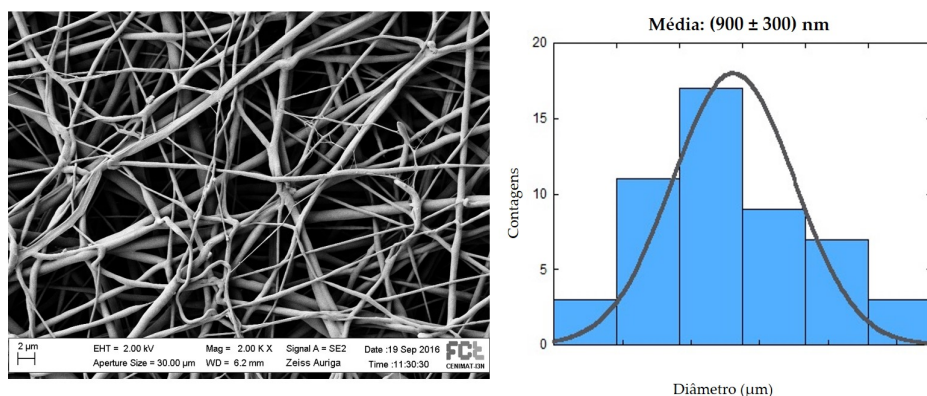 2 µm
EHT = 2.00 kV
Mag = 2.00 K X
Signal A = SE2
Date :19 Sep 2016
Aperture Size = 30.00 µm
WD = 6.2 mm
Zeiss Auriga
Time :11:30:30
FCt
CENIMAT-I3N
Média: (900 ± 300) nm
20
15
10
5
0
Contagens
Diâmetro (µm)